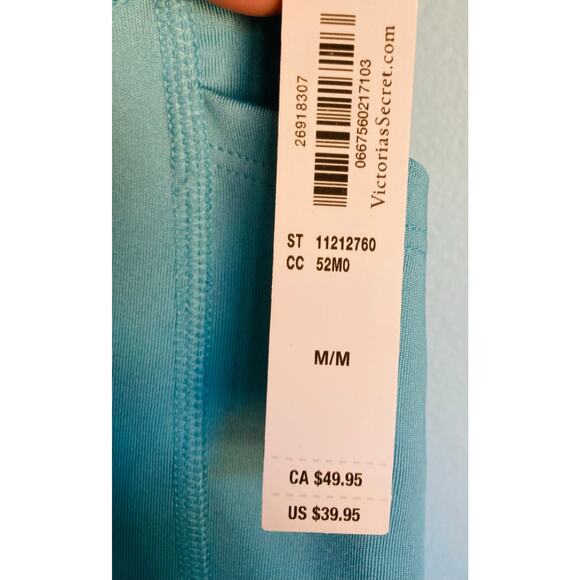 26918307
0667560217103
VictoriasSecret.com
ST 11212760
CC 52M0
M/M
CA $49.95
US $39.95